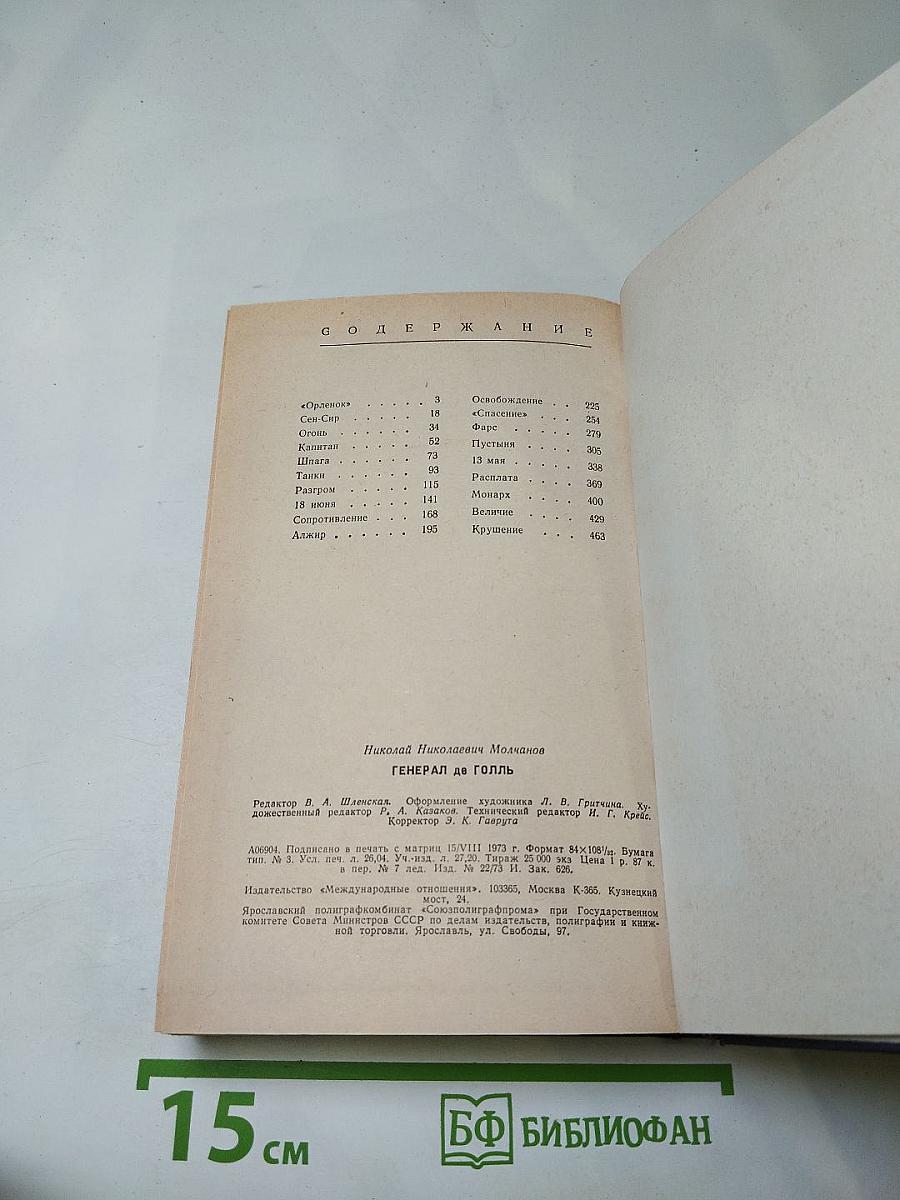 СОДЕРЖАНИЕ
«Орленок» . . . . . 3
Сен-Сир . . . . . 18
Огонь . . . . . . 34
Капитан . . . . . 52
Шпага . . . . . . 73
Танки . . . . . . 93
Разгром . . . . . 115
18 июня . . . . . 141
Сопротивление . . . 168
Алжир . . . . . . 195
Освобождение . . 225
«Спасение» . . . . 254
Фарс . . . . . 279
Пустыня . . . . 305
13 мая . . . . . 338
Расплата . . . . 369
Монарх . . . . 400
Величие . . . . 429
Крушение . . . 463
Николай Николаевич Молчанов
ГЕНЕРАЛ де ГОЛЛЬ
Редактор В. А. Шленская. Оформление художника Л. В. Гритчина. Ху-
дожественный редактор Р. А. Казаков. Технический редактор И. Г. Крейс.
Корректор Э. К. Гаврута
А06904. Подписано в печать с матриц 15/VIII 1973 г. Формат 84×108¹/₃₂. Бумага
тип. № 3. Усл. печ. л. 26,04. Уч.-изд. л. 27,20. Тираж 25 000 экз Цена 1 р. 87 к.
в пер. № 7 лед. Изд. № 22/73 И. Зак. 626.
Издательство «Международные отношения». 103365, Москва К-365. Кузнецкий
мост, 24.
Ярославский полиграфкомбинат «Союзполиграфпрома» при Государственном
комитете Совета Министров СССР по делам издательств, полиграфии и книж-
ной торговли. Ярославль, ул. Свободы, 97.
15 см
БФ БИБЛИОФАН